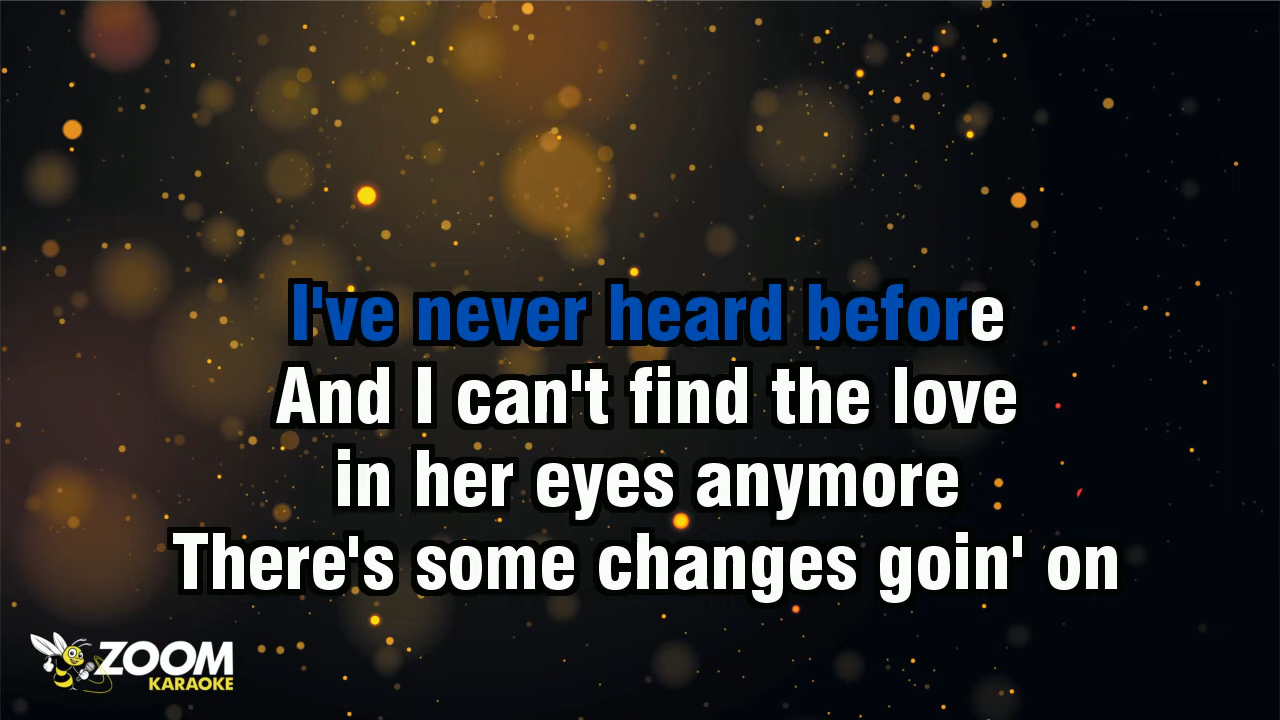 I've never heard before
And I can't find the love
in her eyes anymore
There's some changes goin' on
ZOOM
KARAOKE